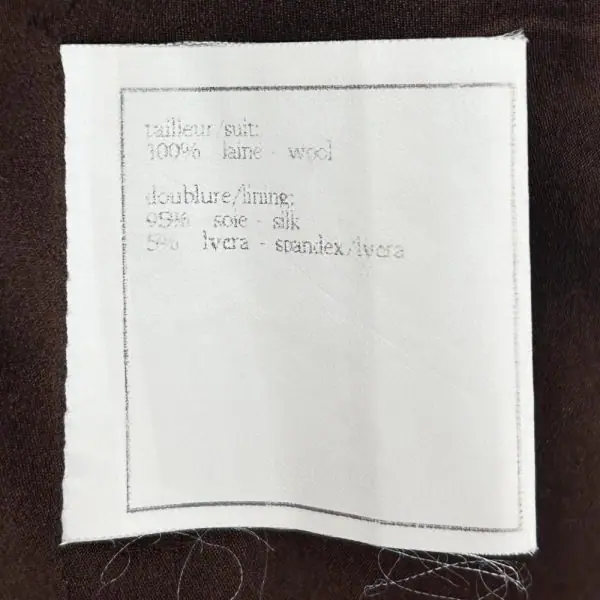 tailleur/suit:
100% laine - wool
doublure/lining:
95% soie - silk
5% lycra - spandex/lycra